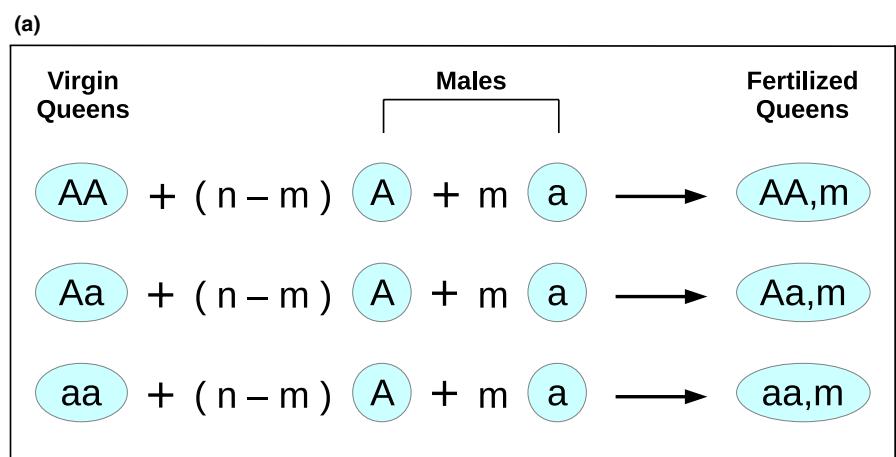 (a)
Virgin Queens Males Fertilized Queens
AA + ( n – m ) A + m a AA,m
Aa + ( n – m ) A + m a Aa,m
aa + ( n – m ) A + m a aa,m